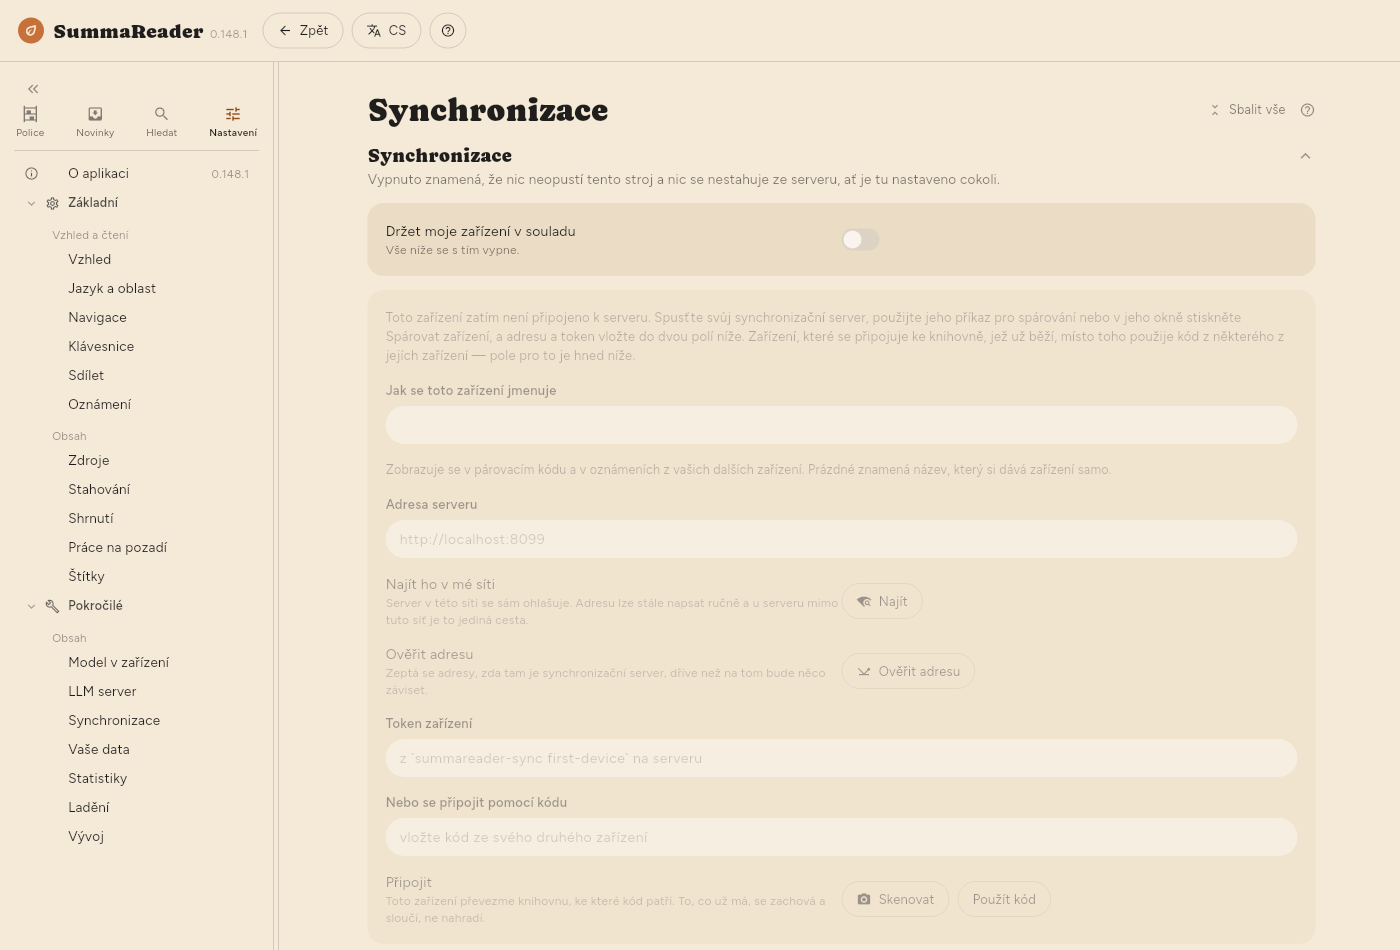 SummaReader 0.148.1 Zpět CS
Police Novinky Hledat Nastavení
O aplikaci 0.148.1
Základní
Vzhled a čtení
Vzhled
Jazyk a oblast
Navigace
Klávesnice
Sdílet
Oznámení
Obsah
Zdroje
Stahování
Shrnutí
Práce na pozadí
Štítky
Pokročilé
Obsah
Model v zařízení
LLM server
Synchronizace
Vaše data
Statistiky
Ladění
Vývoj
Synchronizace
Sbalit vše
Synchronizace
Vypnuto znamená, že nic neopustí tento stroj a nic se nestahuje ze serveru, ať je tu nastaveno cokoli.
Držet moje zařízení v souladu
Vše níže se s tím vypne.
Toto zařízení zatím není připojeno k serveru. Spusťte svůj synchronizační server, použijte jeho příkaz pro spárování nebo v jeho okně stiskněte
Spárovat zařízení, a adresu a token vložte do dvou polí níže. Zařízení, které se připojuje ke knihovně, jež už běží, místo toho použije kód z některého z
jejích zařízení — pole pro to je hned níže.
Jak se toto zařízení jmenuje
Zobrazuje se v párovacím kódu a v oznámeních z vašich dalších zařízení. Prázdné znamená název, který si dává zařízení samo.
Adresa serveru
http://localhost:8099
Najít ho v mé síti
Server v této síti se sám ohlašuje. Adresu lze stále napsat ručně a u serveru mimo
tuto síť je to jediná cesta.
Najít
Ověřit adresu
Zeptá se adresy, zda tam je synchronizační server, dříve než na tom bude něco
záviset.
Ověřit adresu
Token zařízení
z `summareader-sync first-device` na serveru
Nebo se připojit pomocí kódu
vložte kód ze svého druhého zařízení
Připojit
Toto zařízení převezme knihovnu, ke které kód patří. To, co už má, se zachová a
sloučí, ne nahradí.
Skenovat
Použít kód